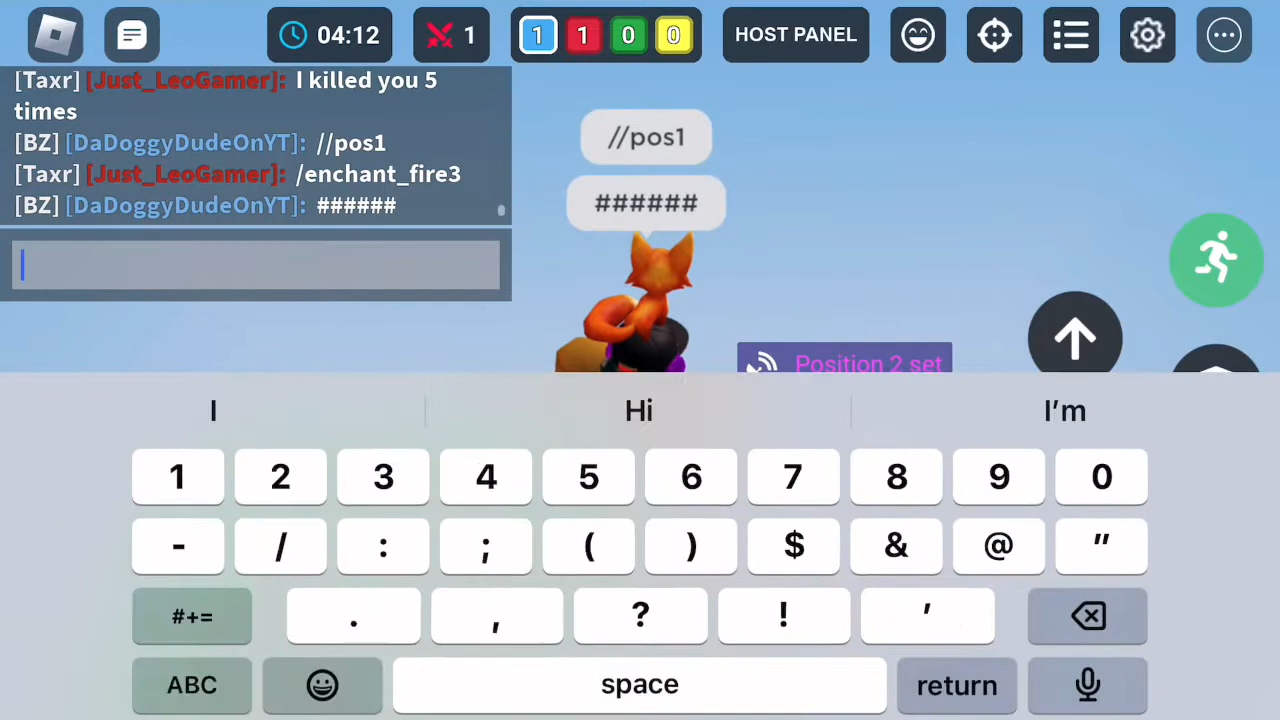 04:12
1
1 1 0 0
HOST PANEL
[Taxr] [Just_LeoGamer]: I killed you 5
times
[BZ] [DaDoggyDudeOnYT]: //pos1
[Taxr] [Just_LeoGamer]: /enchant_fire3
[BZ] [DaDoggyDudeOnYT]: ######
//pos1
######
Position 2 set
I Hi I’m
1 2 3 4 5 6 7 8 9 0
- / : ; ( ) $ & @ "
#+= . , ? ! ’
ABC space return